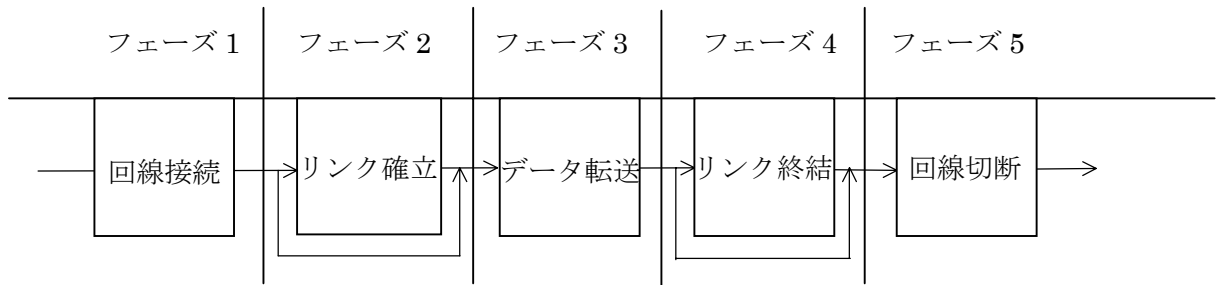 フェーズ 1 フェーズ 2 フェーズ 3 フェーズ 4 フェーズ 5
回線接続 リンク確立 データ転送 リンク終結 回線切断